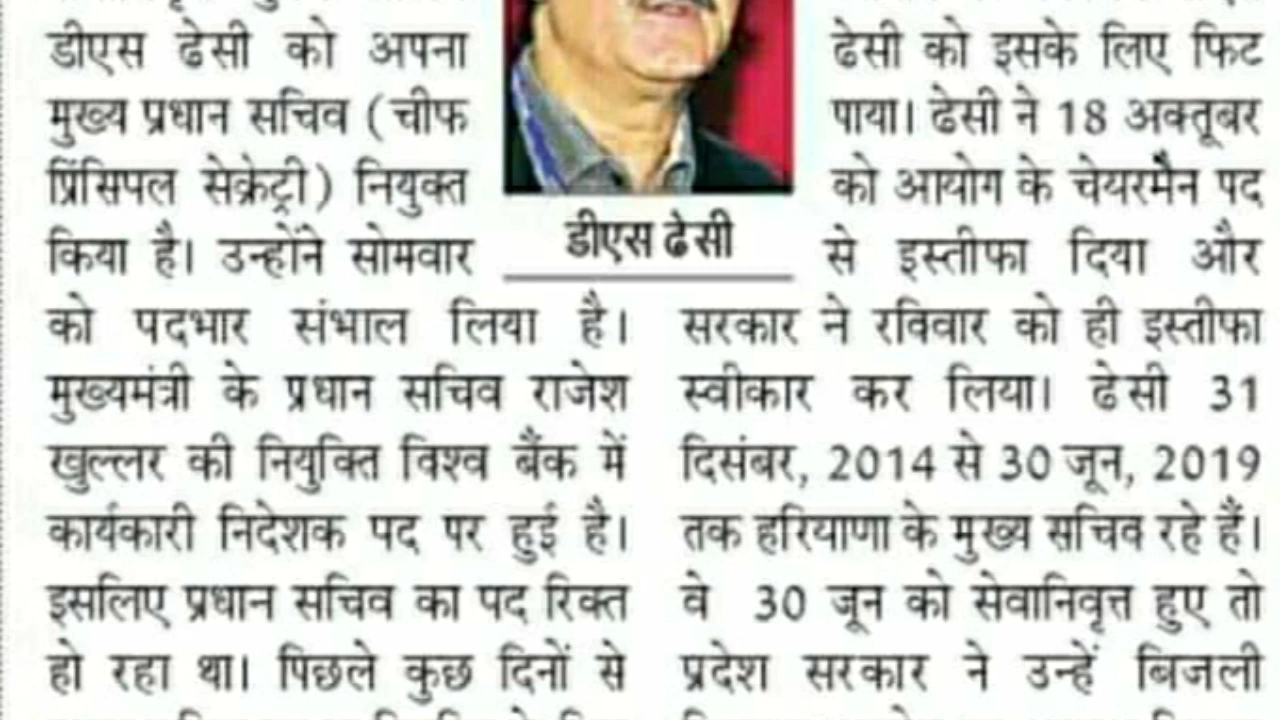 डीएस ढेसी को अपना
मुख्य प्रधान सचिव (चीफ
प्रिंसिपल सेक्रेट्री) नियुक्त
किया है। उन्होंने सोमवार
को पदभार संभाल लिया है।
मुख्यमंत्री के प्रधान सचिव राजेश
खुल्लर की नियुक्ति विश्व बैंक में
कार्यकारी निदेशक पद पर हुई है।
इसलिए प्रधान सचिव का पद रिक्त
हो रहा था। पिछले कुछ दिनों से
डीएस ढेसी
ढेसी को इसके लिए फिट
पाया। ढेसी ने 18 अक्तूबर
को आयोग के चेयरमैन पद
से इस्तीफा दिया और
सरकार ने रविवार को ही इस्तीफा
स्वीकार कर लिया। ढेसी 31
दिसंबर, 2014 से 30 जून, 2019
तक हरियाणा के मुख्य सचिव रहे हैं।
वे 30 जून को सेवानिवृत्त हुए तो
प्रदेश सरकार ने उन्हें बिजली